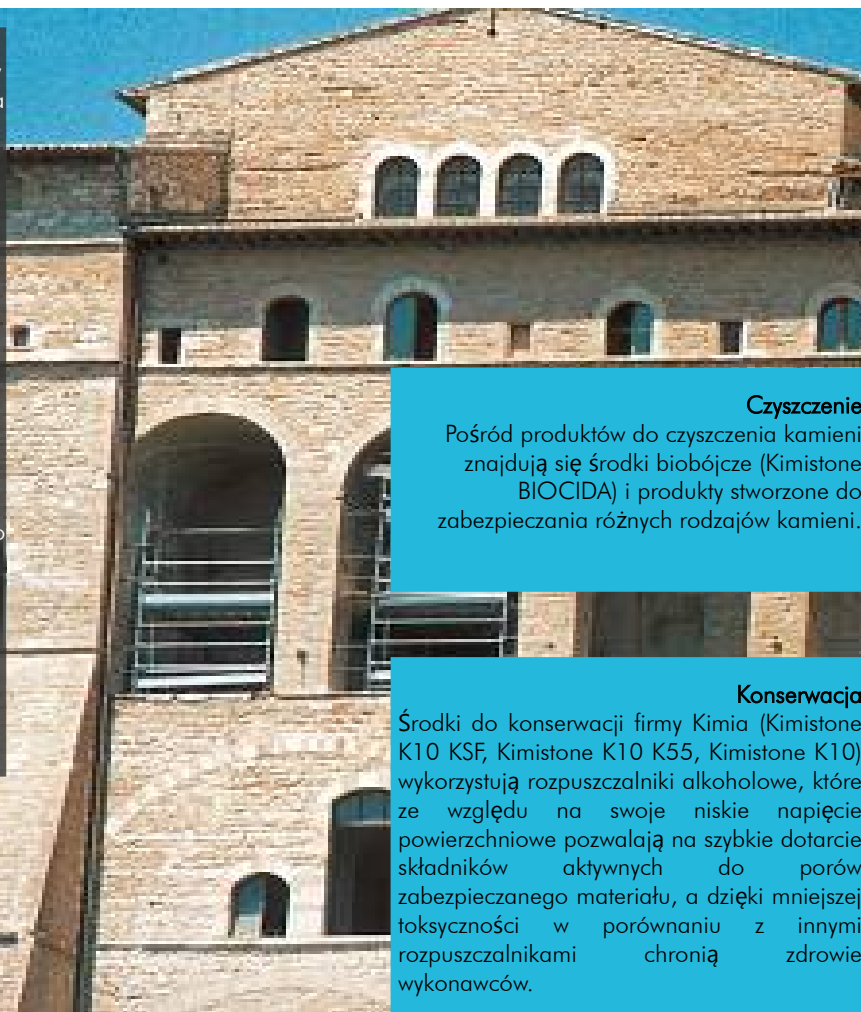 Czyszczenie
Pośród produktów do czyszczenia kamieni
znajdują się środki biobójcze (Kimistone
BIOCIDA) i produkty stworzone do
zabezpieczania różnych rodzajów kamieni.
Konserwacja
Środki do konserwacji firmy Kimia (Kimistone
K10 KSF, Kimistone K10 K55, Kimistone K10)
wykorzystują rozpuszczalniki alkoholowe, które
ze względu na swoje niskie napięcie
powierzchniowe pozwalają na szybkie dotarcie
składników aktywnych do porów
zabezpieczanego materiału, a dzięki mniejszej
toksyczności w porównaniu z innymi
rozpuszczalnikami chronią zdrowie
wykonawców.